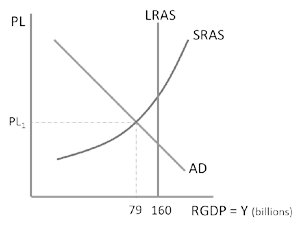 PL
LRAS
SRAS
PL₁
AD
79 160
RGDP = Y (billions)